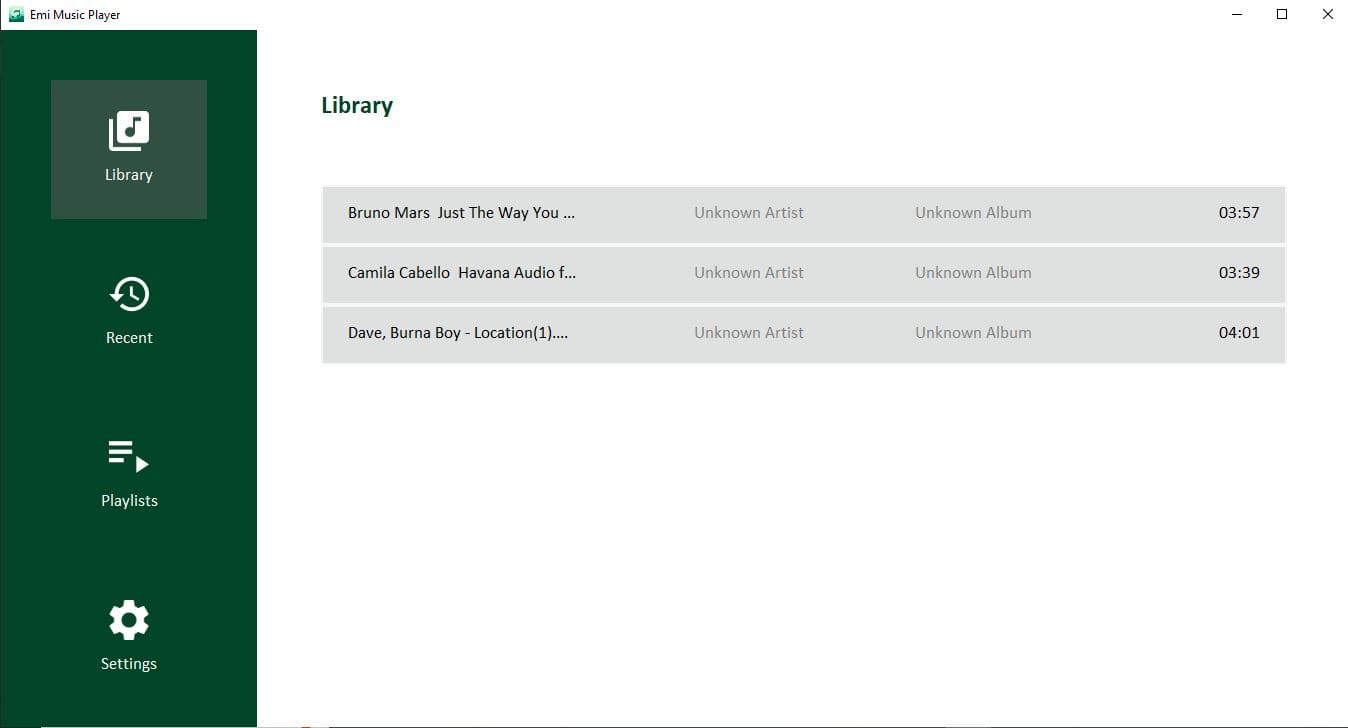 Emi Music Player
Library
Recent
Playlists
Settings
Library
Bruno Mars  Just The Way You ... Unknown Artist Unknown Album 03:57
Camila Cabello  Havana Audio f... Unknown Artist Unknown Album 03:39
Dave, Burna Boy - Location(1).... Unknown Artist Unknown Album 04:01